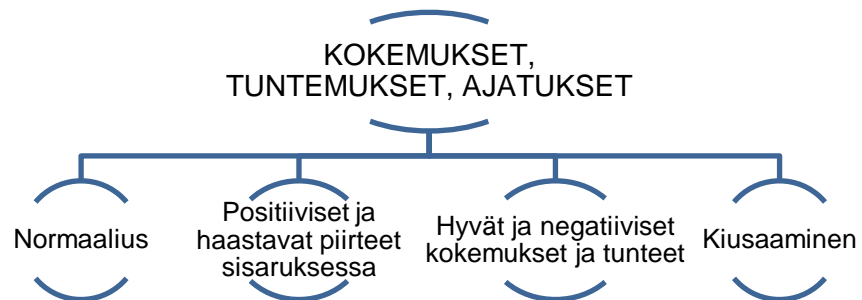 KOKEMUKSET,
TUNTEMUKSET, AJATUKSET
Normaalius
Positiiviset ja
haastavat piirteet
sisaruksessa
Hyvät ja negatiiviset
kokemukset ja tunteet
Kiusaaminen